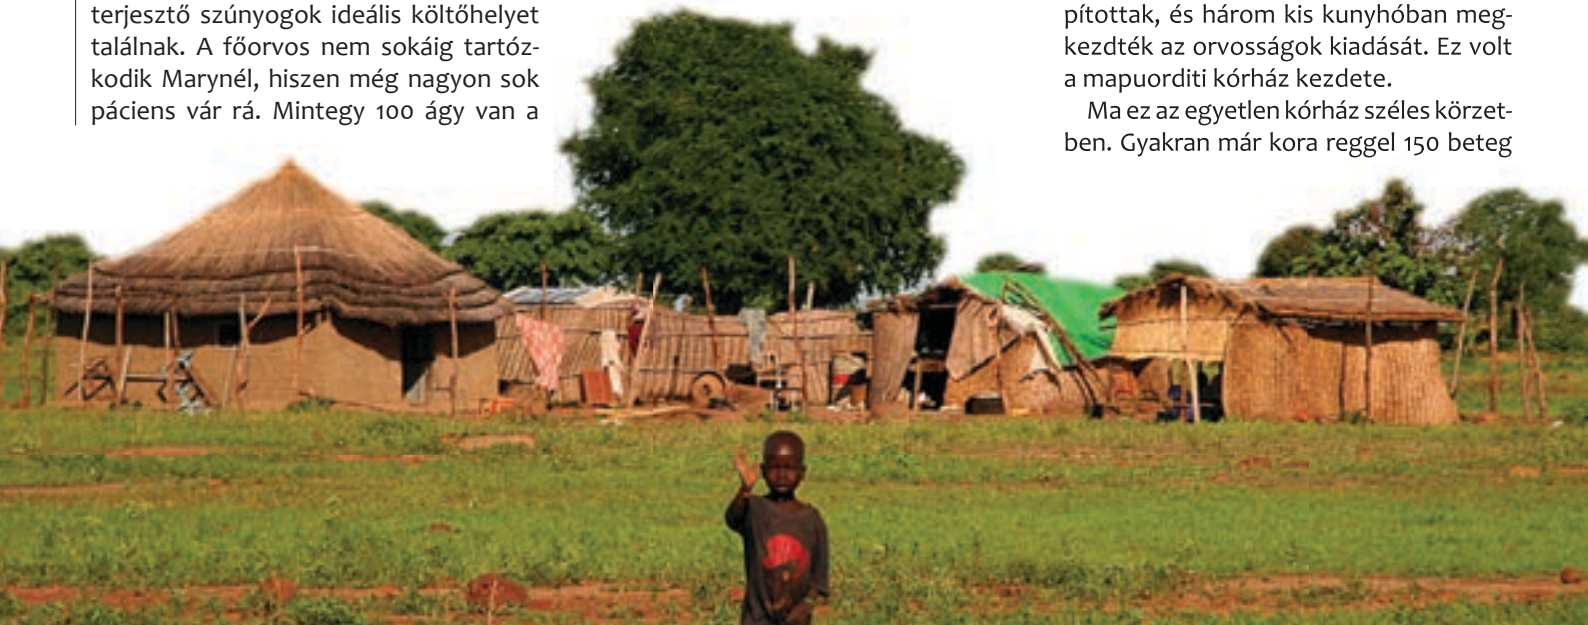 terjesztő szúnyogok ideális költőhelyet
találnak. A főorvos nem sokáig tartóz-
kodik Marynél, hiszen még nagyon sok
páciens vár rá. Mintegy 100 ágy van a
pítottak, és három kis kunyhóban meg-
kezdték az orvosságok kiadását. Ez volt
a mapuorditi kórház kezdete.
Ma ez az egyetlen kórház széles körzet-
ben. Gyakran már kora reggel 150 beteg